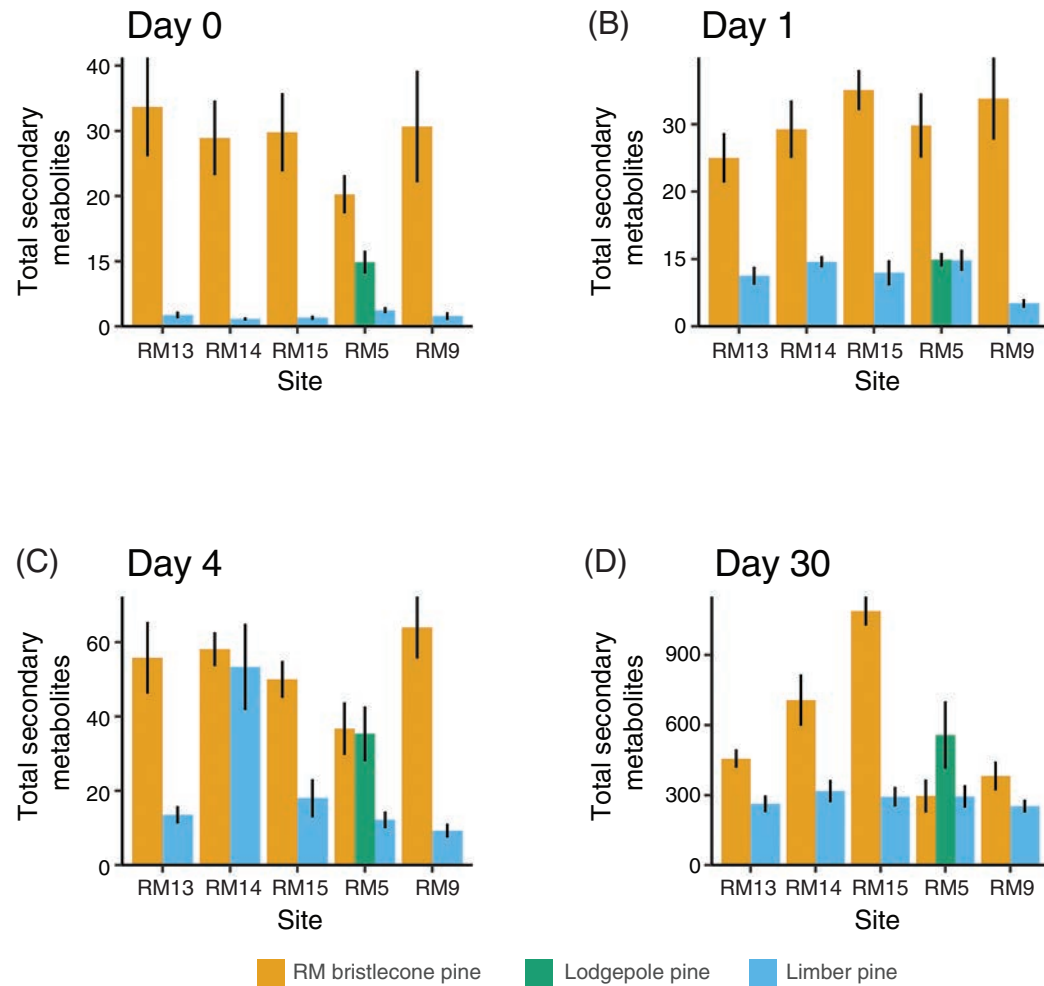 Day 0
Total secondary
metabolites
40
30
20
15
0
RM13 RM14 RM15 RM5 RM9
Site
(B) Day 1
Total secondary
metabolites
30
20
15
0
RM13 RM14 RM15 RM5 RM9
Site
(C) Day 4
Total secondary
metabolites
60
40
20
0
RM13 RM14 RM15 RM5 RM9
Site
(D) Day 30
Total secondary
metabolites
900
600
300
0
RM13 RM14 RM15 RM5 RM9
Site
RM bristlecone pine Lodgepole pine Limber pine